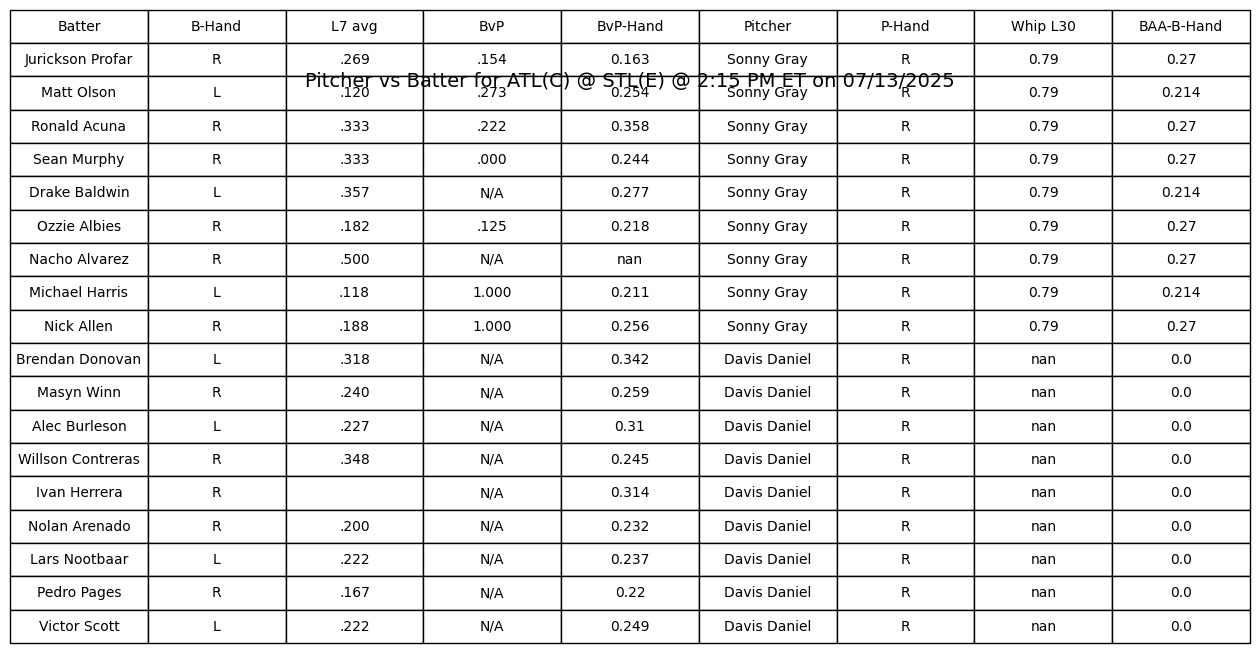 Batter B-Hand L7 avg BvP BvP-Hand Pitcher P-Hand Whip L30 BAA-B-Hand
Jurickson Profar R .269 .154 0.163 Sonny Gray R 0.79 0.27
Pitcher vs Batter for ATL(C) @ STL(E) @ 2:15 PM ET on 07/13/2025
Matt Olson L .120 .273 0.254 Sonny Gray R 0.79 0.214
Ronald Acuna R .333 .222 0.358 Sonny Gray R 0.79 0.27
Sean Murphy R .333 .000 0.244 Sonny Gray R 0.79 0.27
Drake Baldwin L .357 N/A 0.277 Sonny Gray R 0.79 0.214
Ozzie Albies R .182 .125 0.218 Sonny Gray R 0.79 0.27
Nacho Alvarez R .500 N/A nan Sonny Gray R 0.79 0.27
Michael Harris L .118 1.000 0.211 Sonny Gray R 0.79 0.214
Nick Allen R .188 1.000 0.256 Sonny Gray R 0.79 0.27
Brendan Donovan L .318 N/A 0.342 Davis Daniel R nan 0.0
Masyn Winn R .240 N/A 0.259 Davis Daniel R nan 0.0
Alec Burleson L .227 N/A 0.31 Davis Daniel R nan 0.0
Willson Contreras R .348 N/A 0.245 Davis Daniel R nan 0.0
Ivan Herrera R N/A 0.314 Davis Daniel R nan 0.0
Nolan Arenado R .200 N/A 0.232 Davis Daniel R nan 0.0
Lars Nootbaar L .222 N/A 0.237 Davis Daniel R nan 0.0
Pedro Pages R .167 N/A 0.22 Davis Daniel R nan 0.0
Victor Scott L .222 N/A 0.249 Davis Daniel R nan 0.0